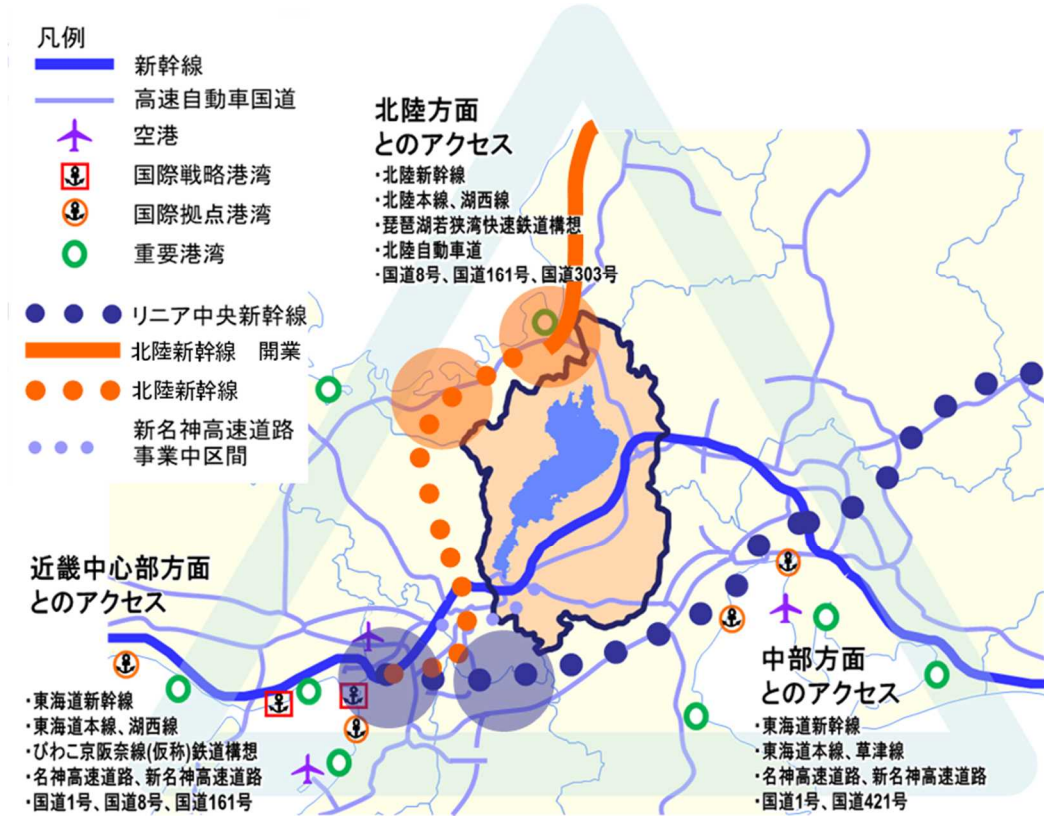 凡例
新幹線
高速自動車国道
空港
国際戦略港湾
国際拠点港湾
重要港湾
リニア中央新幹線
北陸新幹線　開業
北陸新幹線
新名神高速道路
事業中区間
北陸方面
とのアクセス
・北陸新幹線
・北陸本線、湖西線
・琵琶湖若狭湾快速鉄道構想
・北陸自動車道
・国道8号、国道161号、国道303号
近畿中心部方面
とのアクセス
・東海道新幹線
・東海道本線、湖西線
・びわこ京阪奈線(仮称)鉄道構想
・名神高速道路、新名神高速道路
・国道1号、国道8号、国道161号
中部方面
とのアクセス
・東海道新幹線
・東海道本線、草津線
・名神高速道路、新名神高速道路
・国道1号、国道421号